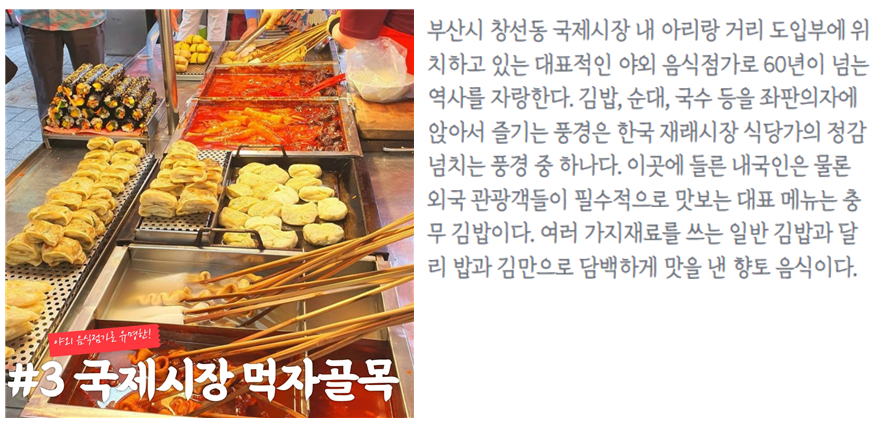 야외 음식점가로 유명한!
#3 국제시장 먹자골목
부산시 창선동 국제시장 내 아리랑 거리 도입부에 위
치하고 있는 대표적인 야외 음식점가로 60년이 넘는
역사를 자랑한다. 김밥, 순대, 국수 등을 좌판의자에
앉아서 즐기는 풍경은 한국 재래시장 식당가의 정감
넘치는 풍경 중 하나다. 이곳에 들른 내국인은 물론
외국 관광객들이 필수적으로 맛보는 대표 메뉴는 충
무 김밥이다. 여러 가지재료를 쓰는 일반 김밥과 달
리 밥과 김만으로 담백하게 맛을 낸 향토 음식이다.